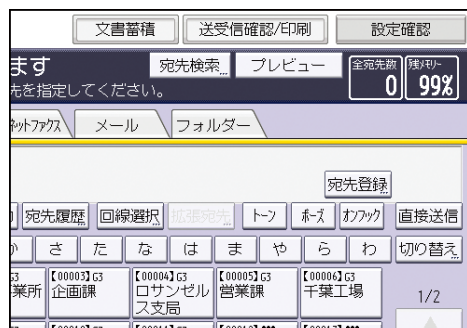 文書蓄積 送受信確認/印刷 設定確認
ます 宛先検索 プレビュー 全宛先数 残メモリー
先を指定してください。 0 99%
ネットファクス メール フォルダー
宛先登録
宛先履歴 回線選択 拡張宛先 トーン ポーズ オンフック 直接送信
か さ た な は ま や ら わ 切り替え
G3 【00003】G3 【00004】G3 【00005】G3 【00006】G3
業所 企画課 ロサンゼル 営業課 千葉工場 1/2
ス支局